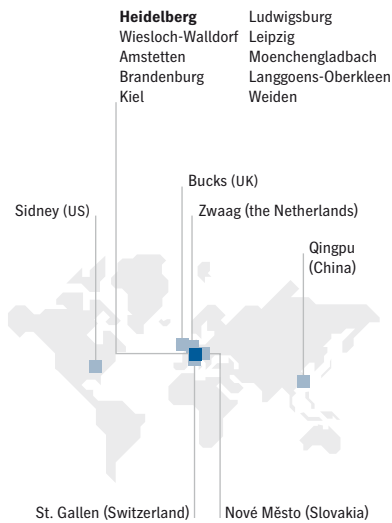 Heidelberg
Wiesloch-Walldorf
Amstetten
Brandenburg
Kiel
Ludwigsburg
Leipzig
Moenchengladbach
Langgoens-Oberkleen
Weiden
Bucks (UK)
Sidney (US)
Zwaag (the Netherlands)
Qingpu
(China)
St. Gallen (Switzerland)
Nové Město (Slovakia)